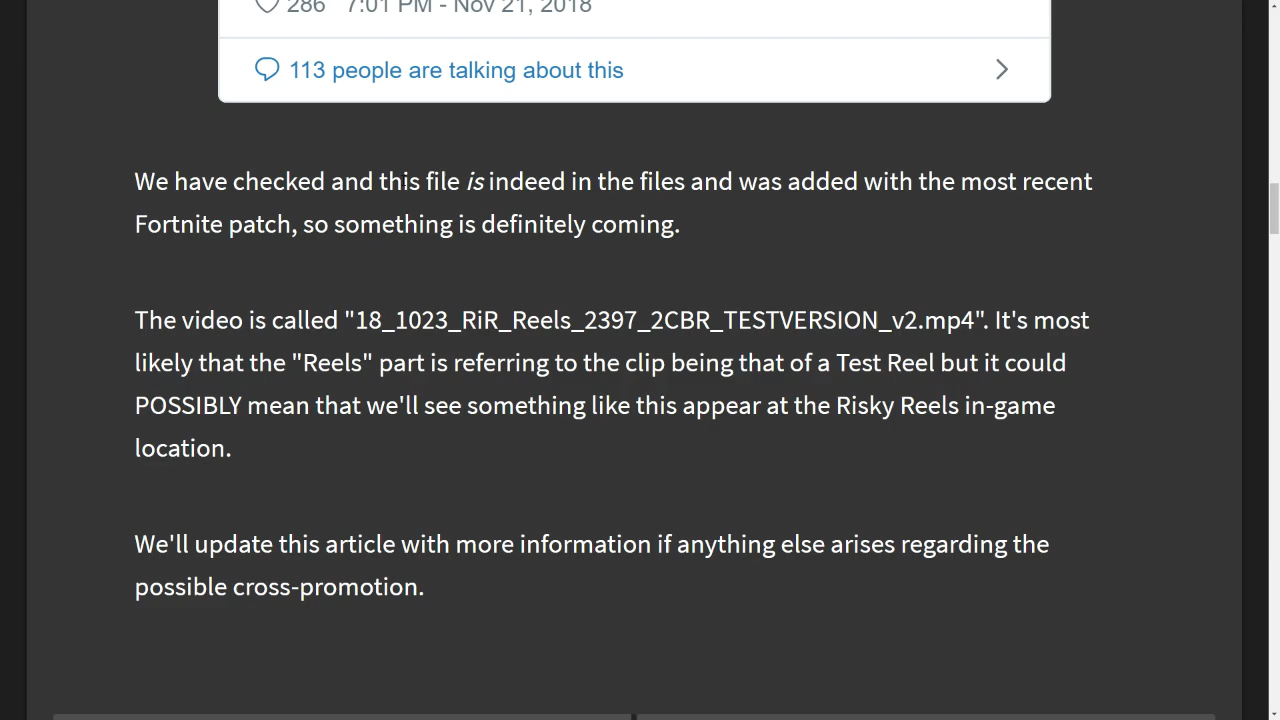 286 7:01 PM - Nov 21, 2018
113 people are talking about this
We have checked and this file is indeed in the files and was added with the most recent
Fortnite patch, so something is definitely coming.
The video is called "18_1023_RiR_Reels_2397_2CBR_TESTVERSION_v2.mp4". It's most
likely that the "Reels" part is referring to the clip being that of a Test Reel but it could
POSSIBLY mean that we'll see something like this appear at the Risky Reels in-game
location.
We'll update this article with more information if anything else arises regarding the
possible cross-promotion.